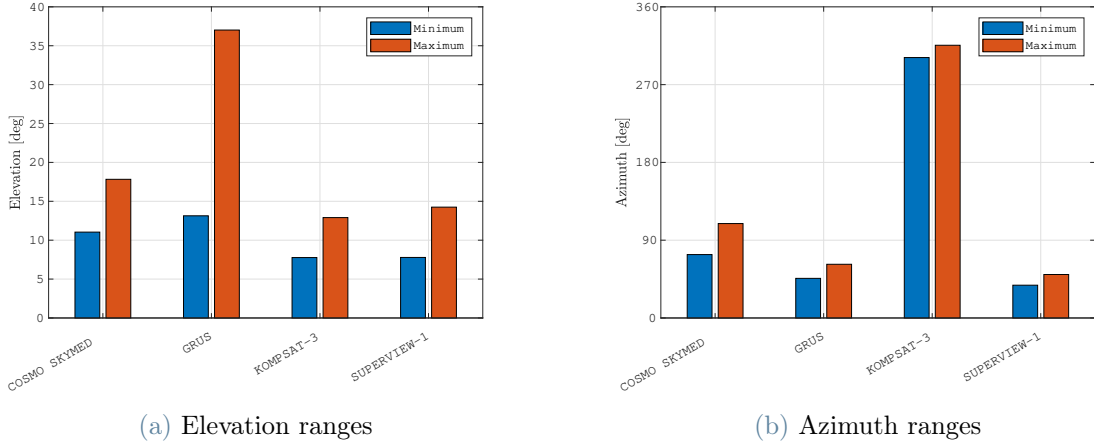 40
35
30
25
20
15
10
5
0
Elevation [deg]
Minimum
Maximum
COSMO SKYMED
GRUS
KOMPSAT-3
SUPERVIEW-1
(a) Elevation ranges
360
270
180
90
0
Azimuth [deg]
Minimum
Maximum
COSMO SKYMED
GRUS
KOMPSAT-3
SUPERVIEW-1
(b) Azimuth ranges